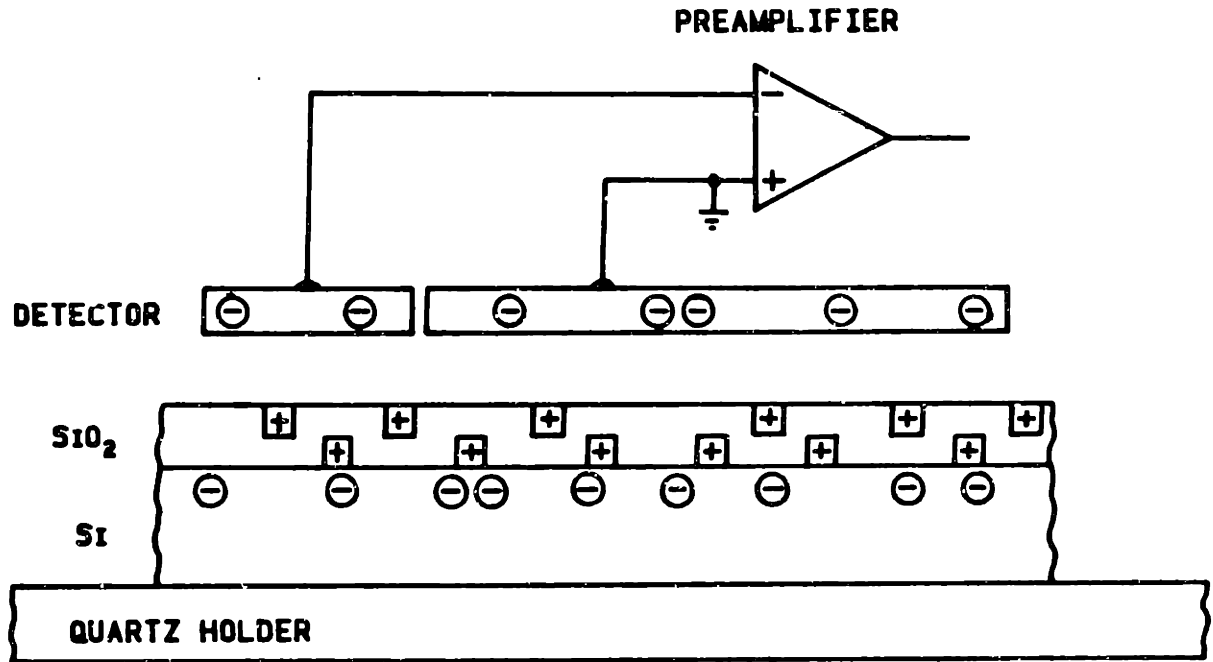 PREAMPLIFIER
−
+
DETECTOR
− − − − − − −
+ + + + + +
SiO₂
+ + + + + +
− − − − − − − − −
Si
QUARTZ HOLDER